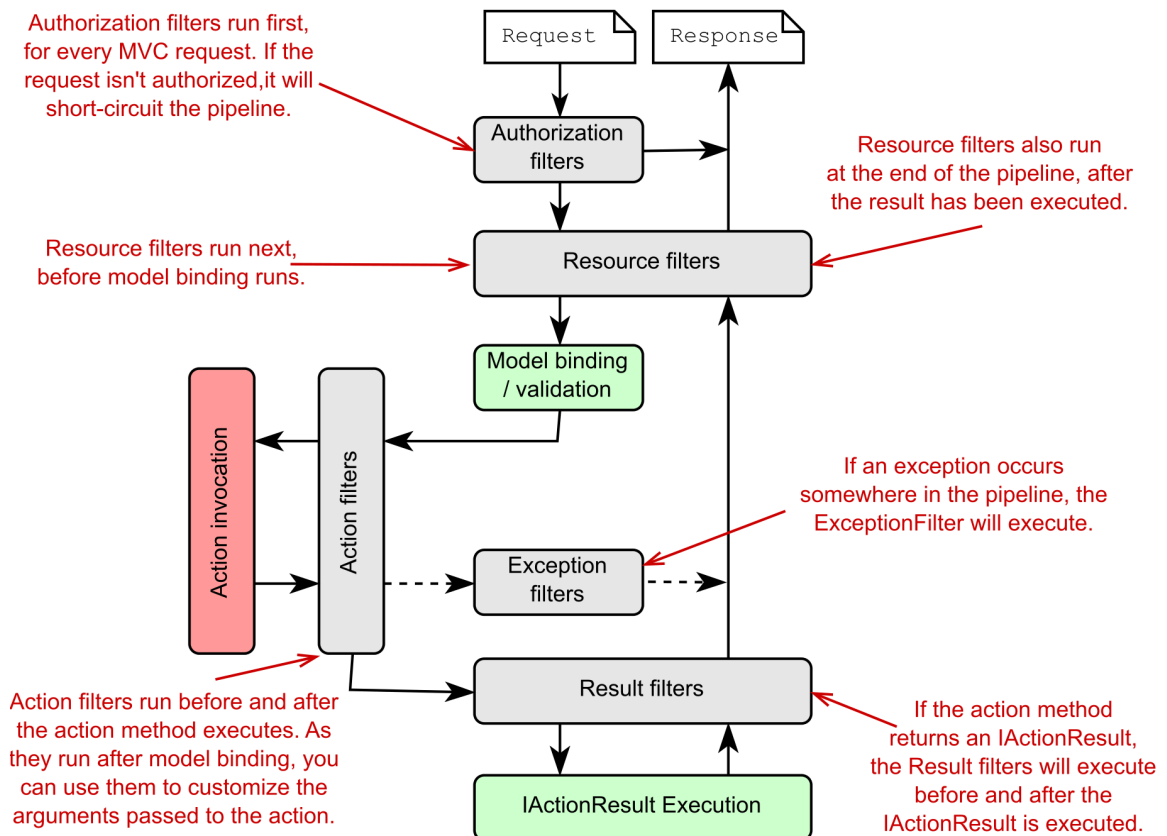 Authorization filters run first,
for every MVC request. If the
request isn't authorized,it will
short-circuit the pipeline.
Request
Response
Authorization
filters
Resource filters also run
at the end of the pipeline, after
the result has been executed.
Resource filters run next,
before model binding runs.
Resource filters
Model binding
/ validation
Action invocation
Action filters
If an exception occurs
somewhere in the pipeline, the
ExceptionFilter will execute.
Exception
filters
Action filters run before and after
the action method executes. As
they run after model binding, you
can use them to customize the
arguments passed to the action.
Result filters
IActionResult Execution
If the action method
returns an IActionResult,
the Result filters will execute
before and after the
IActionResult is executed.